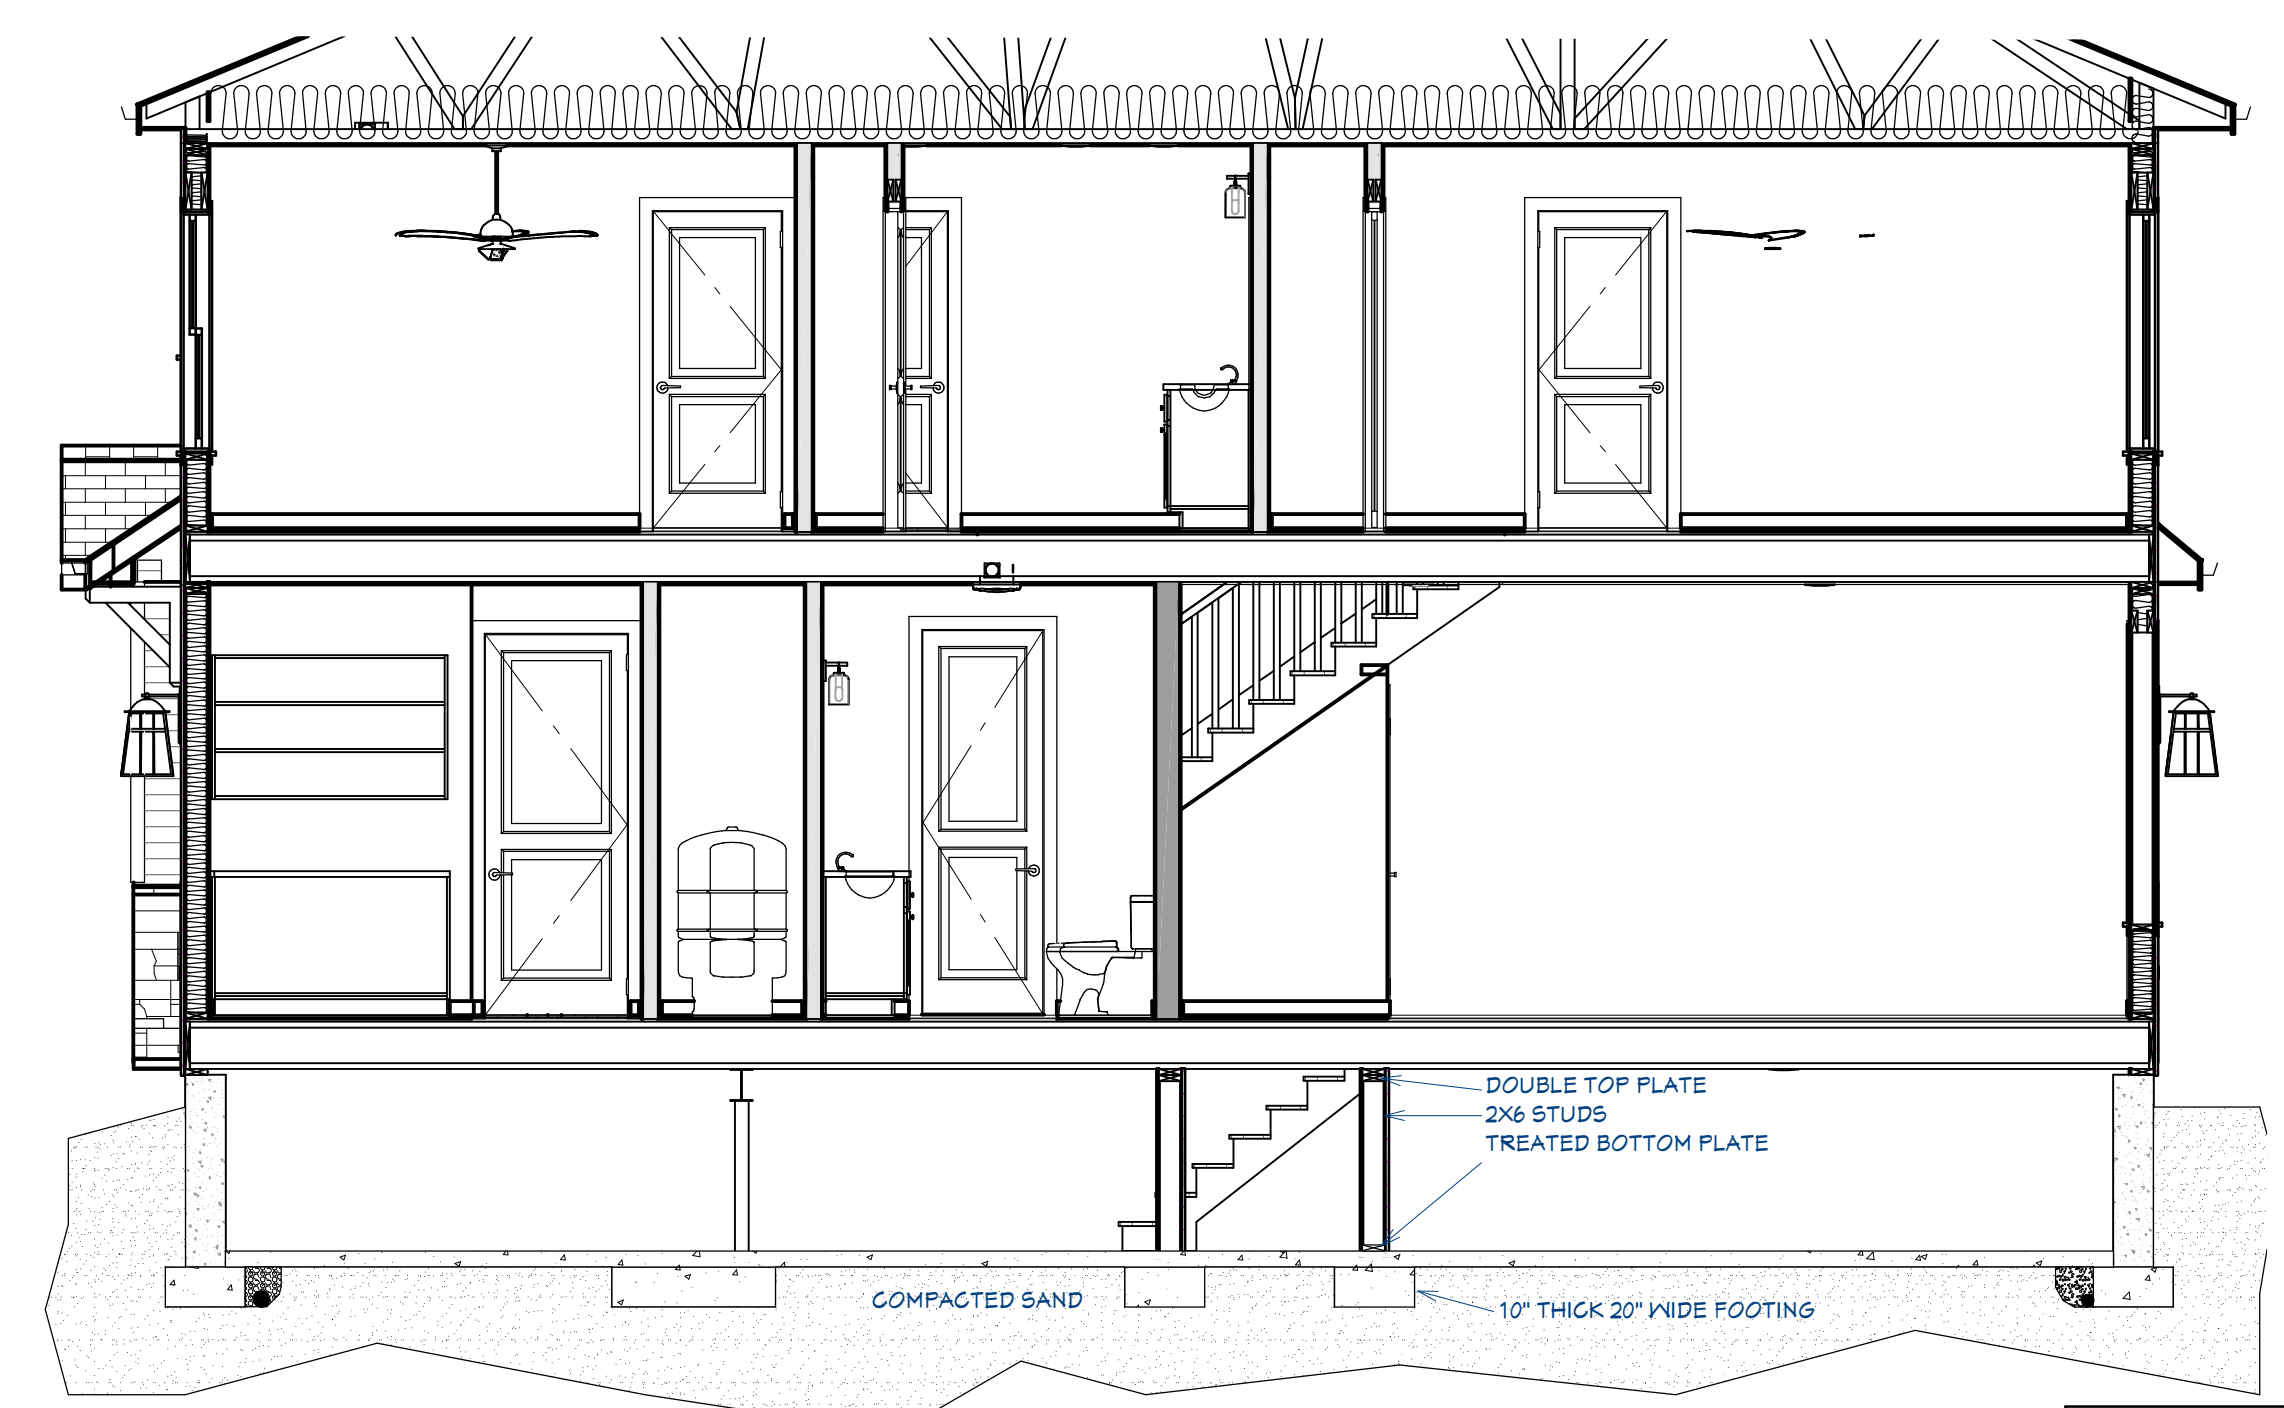 DOUBLE TOP PLATE
2X6 STUDS
TREATED BOTTOM PLATE
COMPACTED SAND
10" THICK 20" WIDE FOOTING